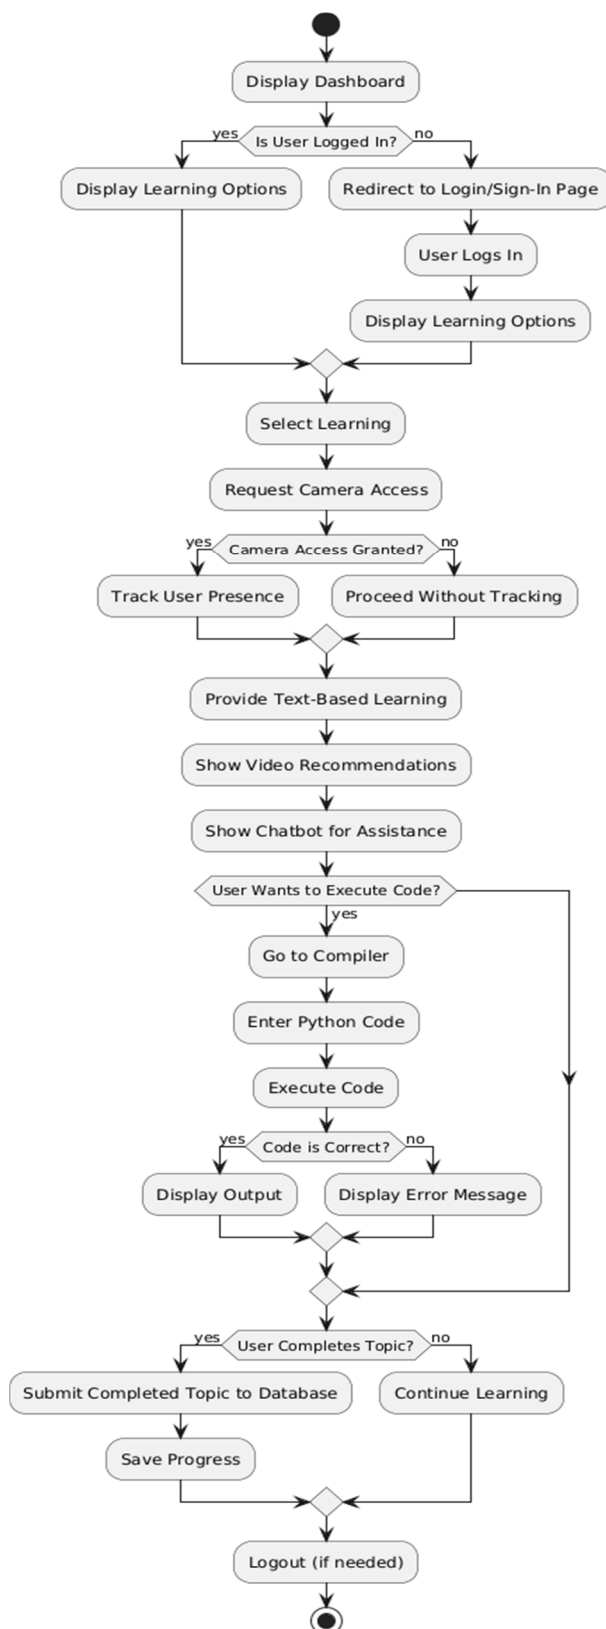 Display Dashboard
yes
Is User Logged In?
no
Display Learning Options
Redirect to Login/Sign-In Page
User Logs In
Display Learning Options
Select Learning
Request Camera Access
yes
Camera Access Granted?
no
Track User Presence
Proceed Without Tracking
Provide Text-Based Learning
Show Video Recommendations
Show Chatbot for Assistance
User Wants to Execute Code?
yes
Go to Compiler
Enter Python Code
Execute Code
yes
Code is Correct?
no
Display Output
Display Error Message
yes
User Completes Topic?
no
Submit Completed Topic to Database
Continue Learning
Save Progress
Logout (if needed)